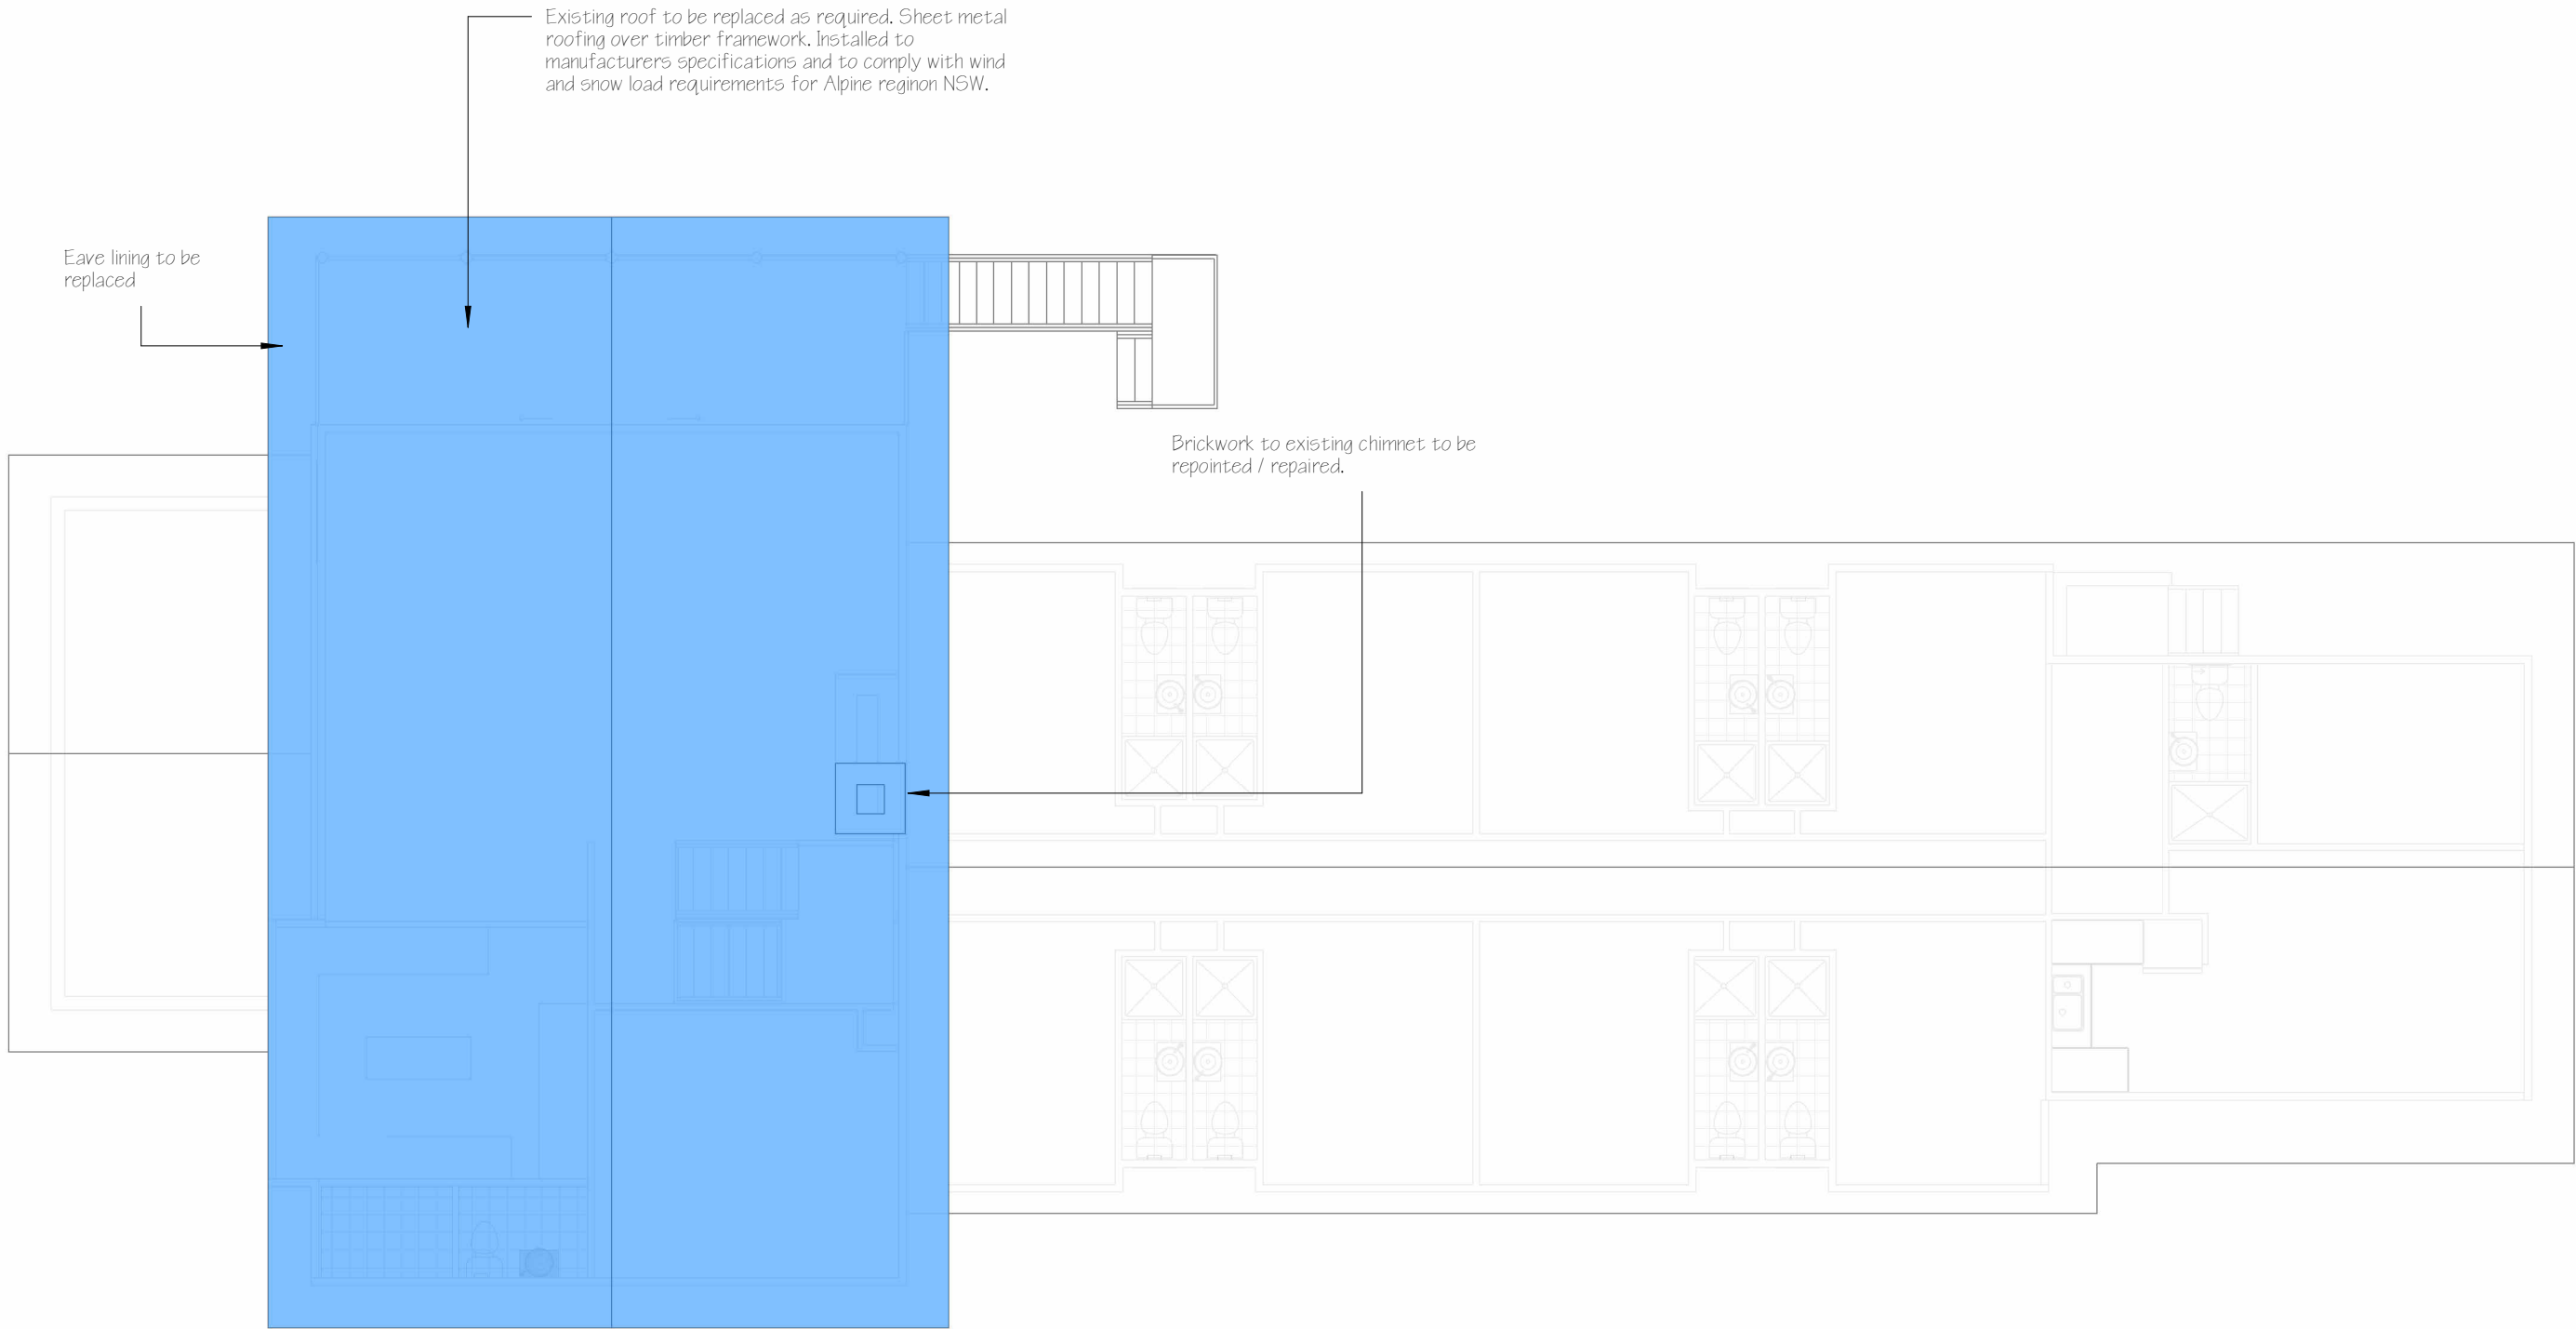 Existing roof to be replaced as required. Sheet metal
roofing over timber framework. Installed to
manufacturers specifications and to comply with wind
and snow load requirements for Alpine reginon NSW.
Eave lining to be
replaced
Brickwork to existing chimnet to be
repointed / repaired.